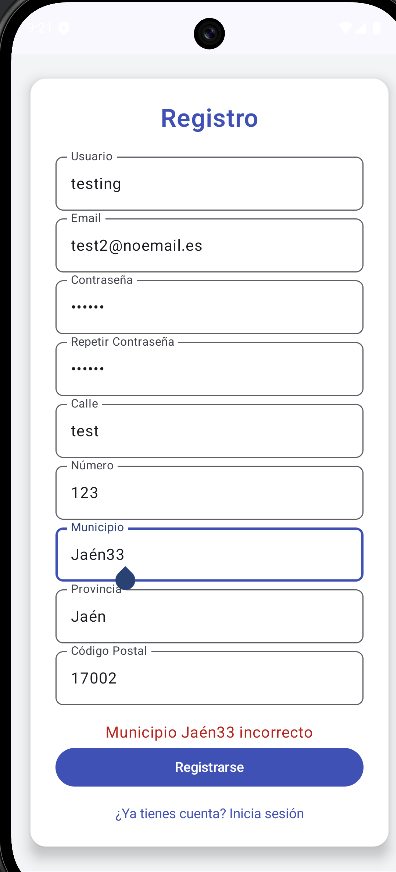 Registro
Usuario
testing
Email
test2@noemail.es
Contraseña
••••••
Repetir Contraseña
••••••
Calle
test
Número
123
Municipio
Jaén33
Provincia
Jaén
Código Postal
17002
Municipio Jaén33 incorrecto
Registrarse
¿Ya tienes cuenta? Inicia sesión